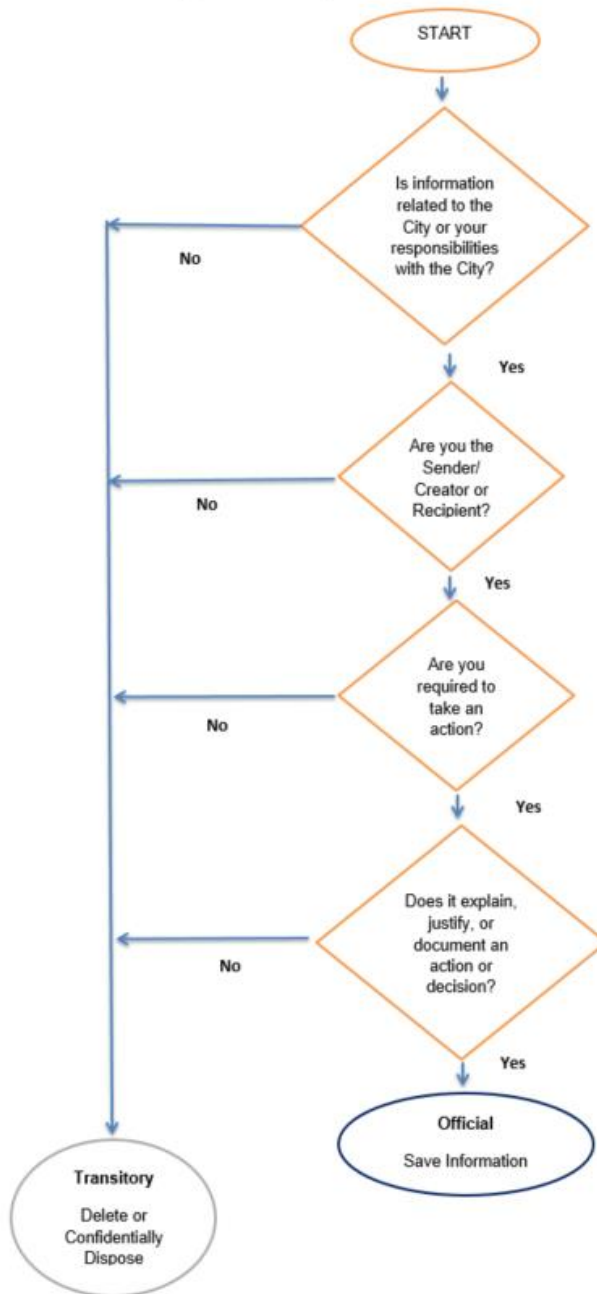 START
Is information
related to the
City or your
responsibilities
with the City?
No
Yes
Are you the
Sender/
Creator or
Recipient?
No
Yes
Are you
required to
take an
action?
No
Yes
Does it explain,
justify, or
document an
action or
decision?
No
Yes
Official
Save Information
Transitory
Delete or
Confidentially
Dispose